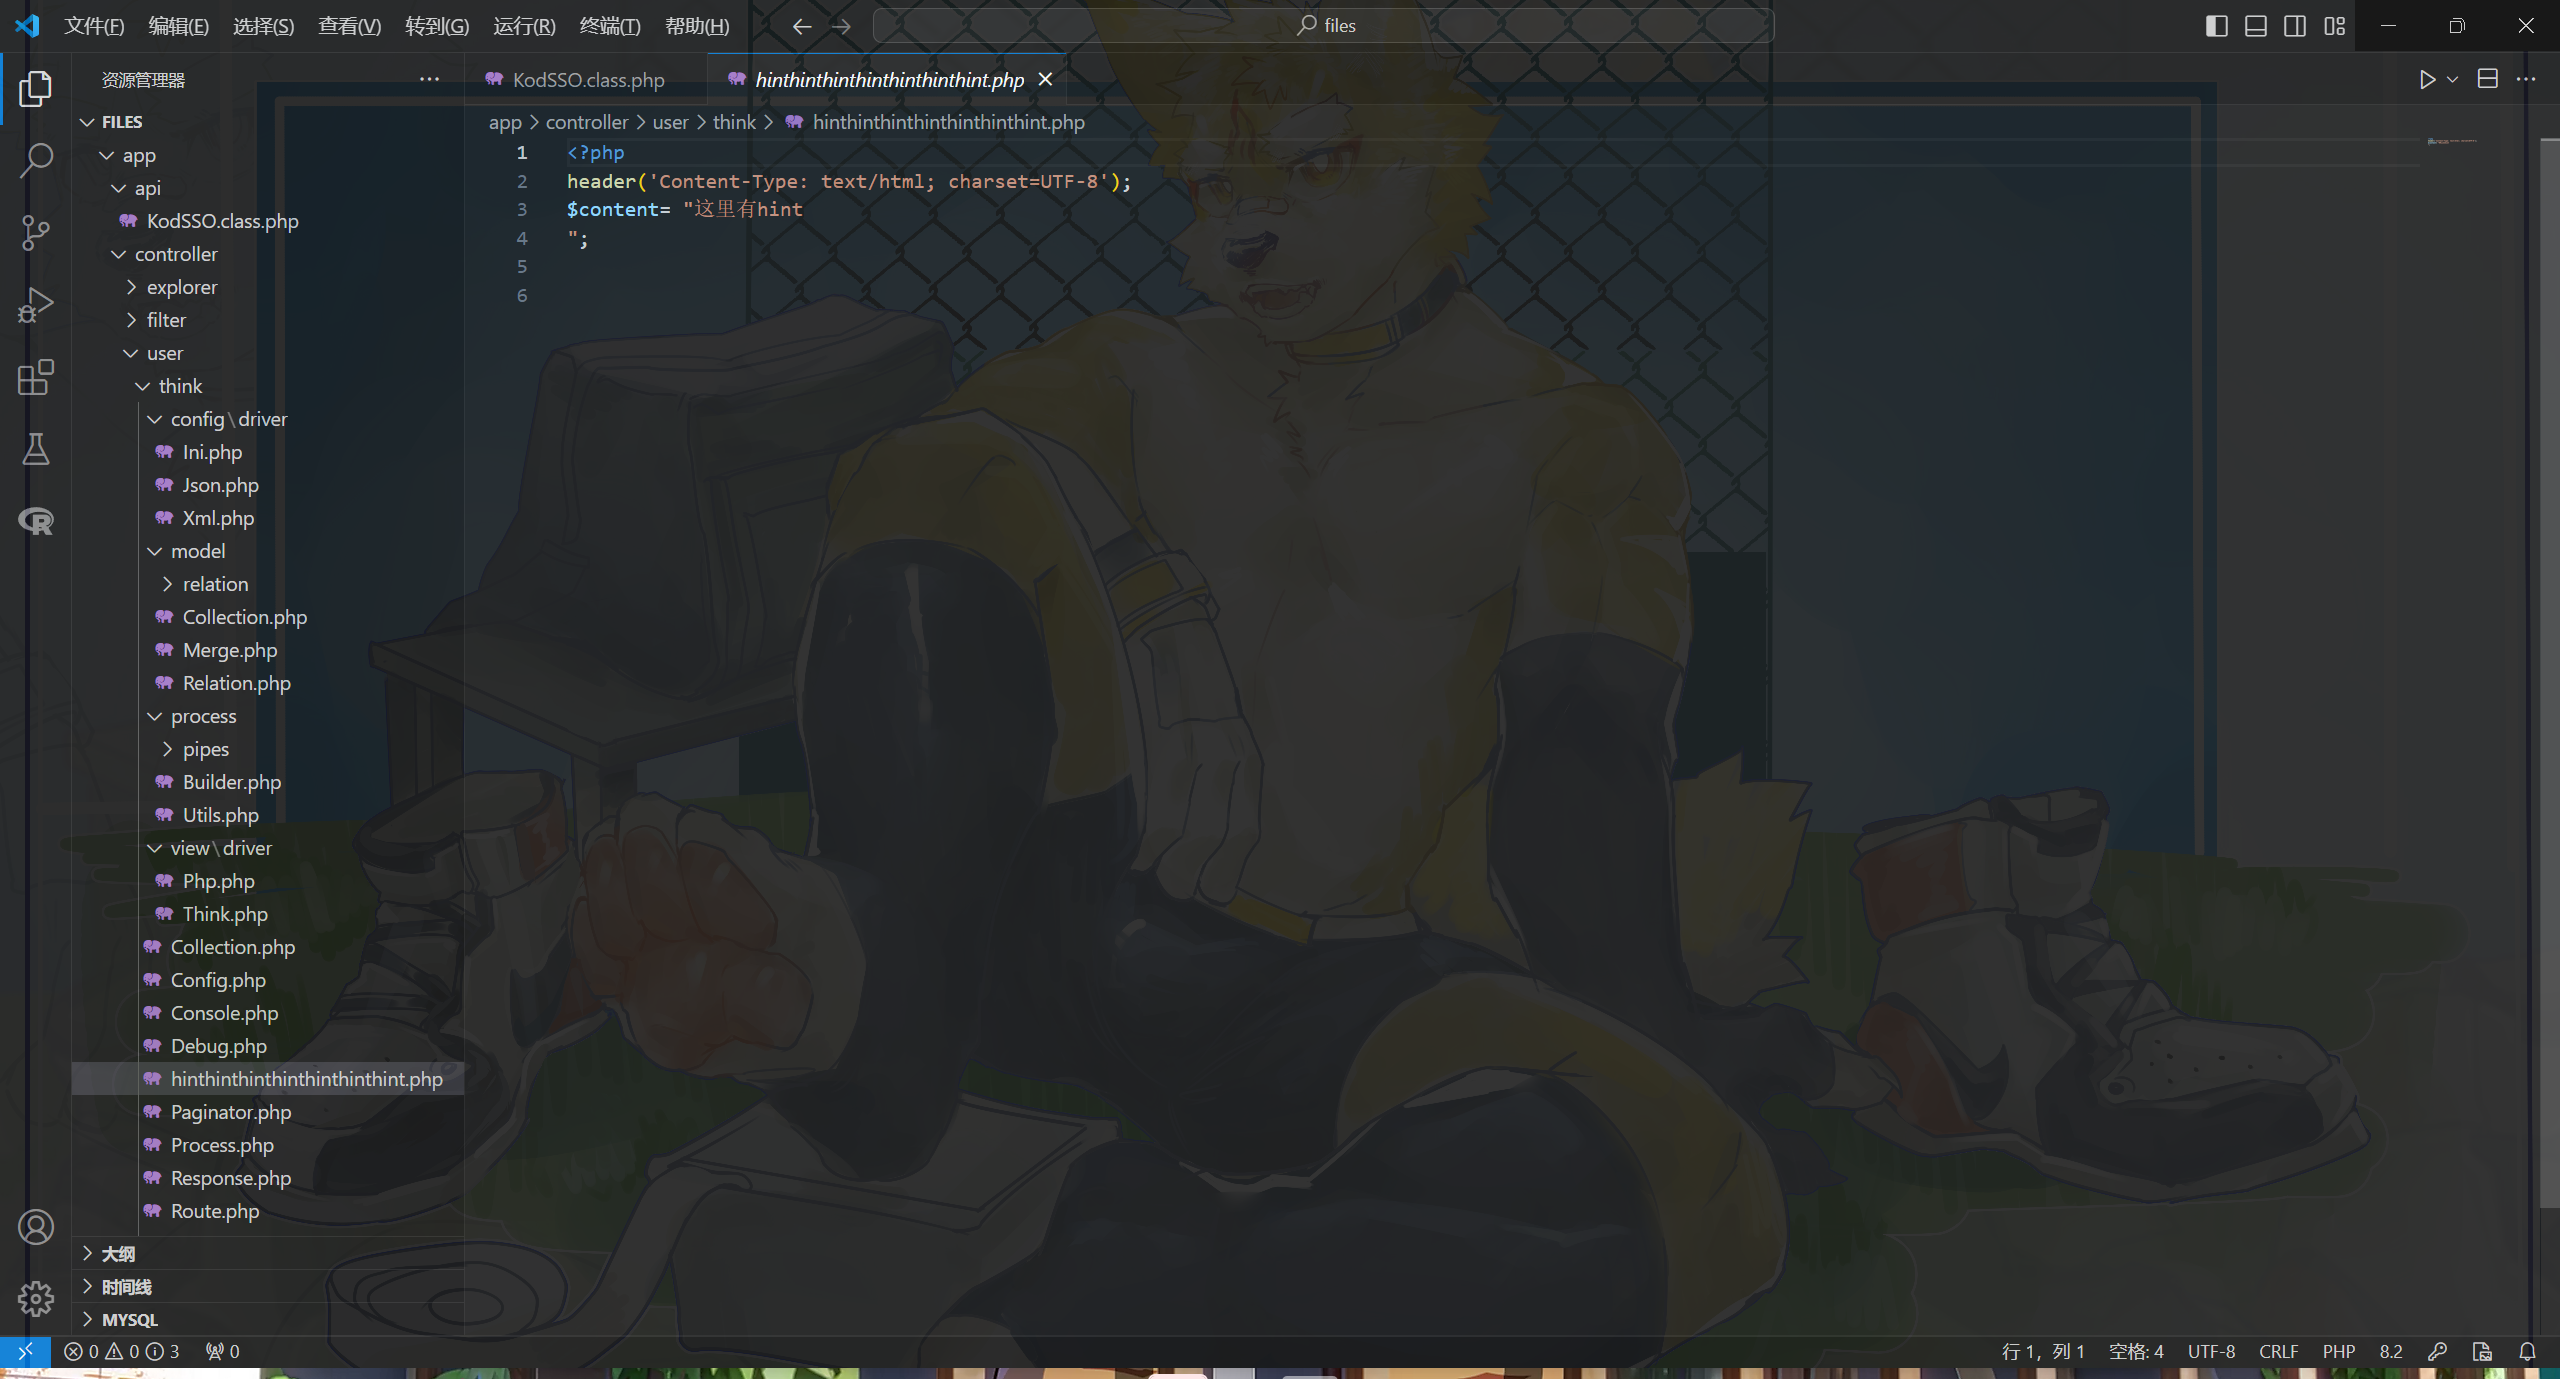 文件(F) 编辑(E) 选择(S) 查看(V) 转到(G) 运行(R) 终端(T) 帮助(H) files
资源管理器
KodSSO.class.php hinthinthinthinthinthinthint.php
FILES
app
api
KodSSO.class.php
controller
explorer
filter
user
think
config\driver
Ini.php
Json.php
Xml.php
model
relation
Collection.php
Merge.php
Relation.php
process
pipes
Builder.php
Utils.php
view\driver
Php.php
Think.php
Collection.php
Config.php
Console.php
Debug.php
hinthinthinthinthinthinthint.php
Paginator.php
Process.php
Response.php
Route.php
大纲
时间线
MYSQL
app > controller > user > think > hinthinthinthinthinthinthint.php
1 <?php
2 header('Content-Type: text/html; charset=UTF-8');
3 $content= "这里有hint
4 ";
5
6
0 0 3 0
行 1，列 1 空格: 4 UTF-8 CRLF PHP 8.2